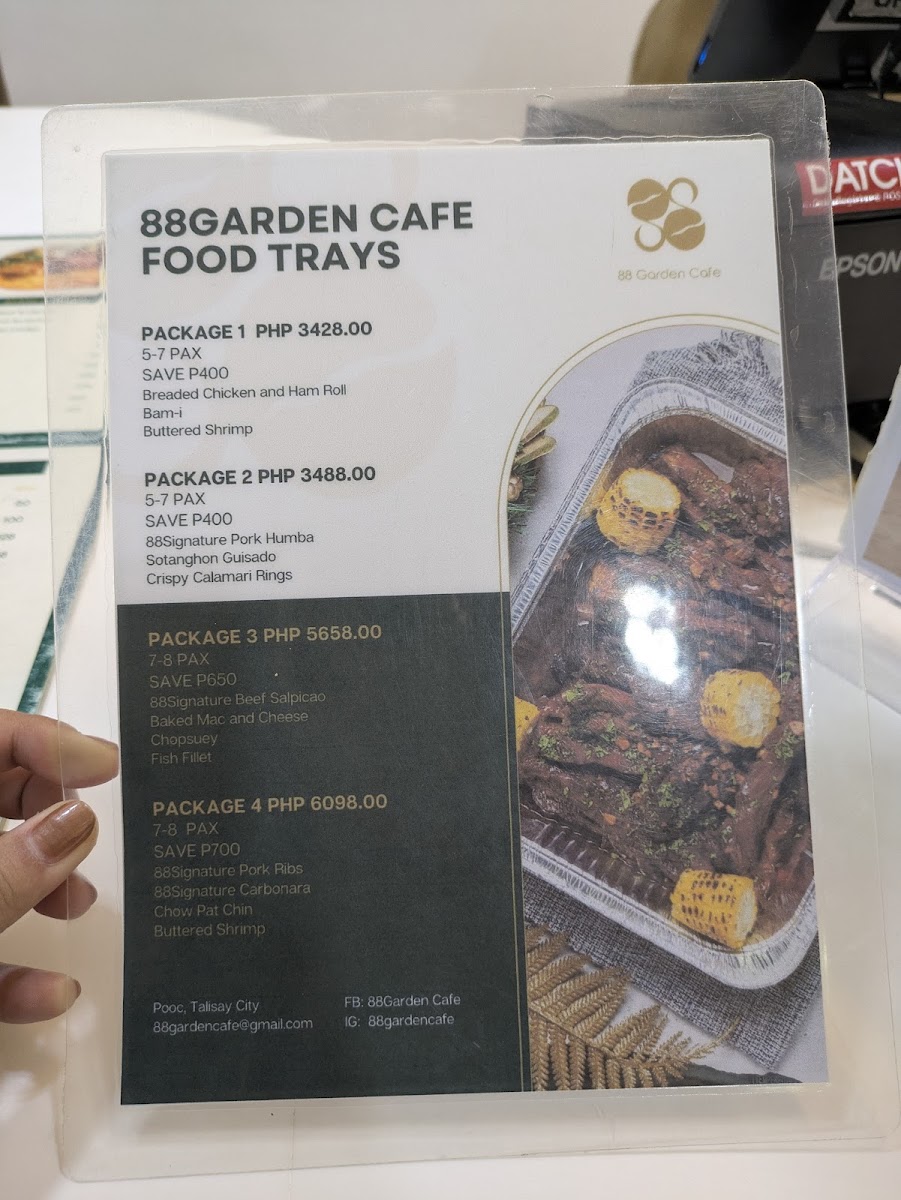 88GARDEN CAFE
FOOD TRAYS
88 Garden Cafe
PACKAGE 1 PHP 3428.00
5-7 PAX
SAVE P400
Breaded Chicken and Ham Roll
Bam-i
Buttered Shrimp
PACKAGE 2 PHP 3488.00
5-7 PAX
SAVE P400
88Signature Pork Humba
Sotanghon Guisado
Crispy Calamari Rings
PACKAGE 3 PHP 5658.00
7-8 PAX
SAVE P650
88Signature Beef Salpicao
Baked Mac and Cheese
Chopsuey
Fish Fillet
PACKAGE 4 PHP 6098.00
7-8 PAX
SAVE P700
88Signature Pork Ribs
88Signature Carbonara
Chow Pat Chin
Buttered Shrimp
Pooc, Talisay City
88gardencafe@gmail.com
FB: 88Garden Cafe
IG: 88gardencafe
EPSON